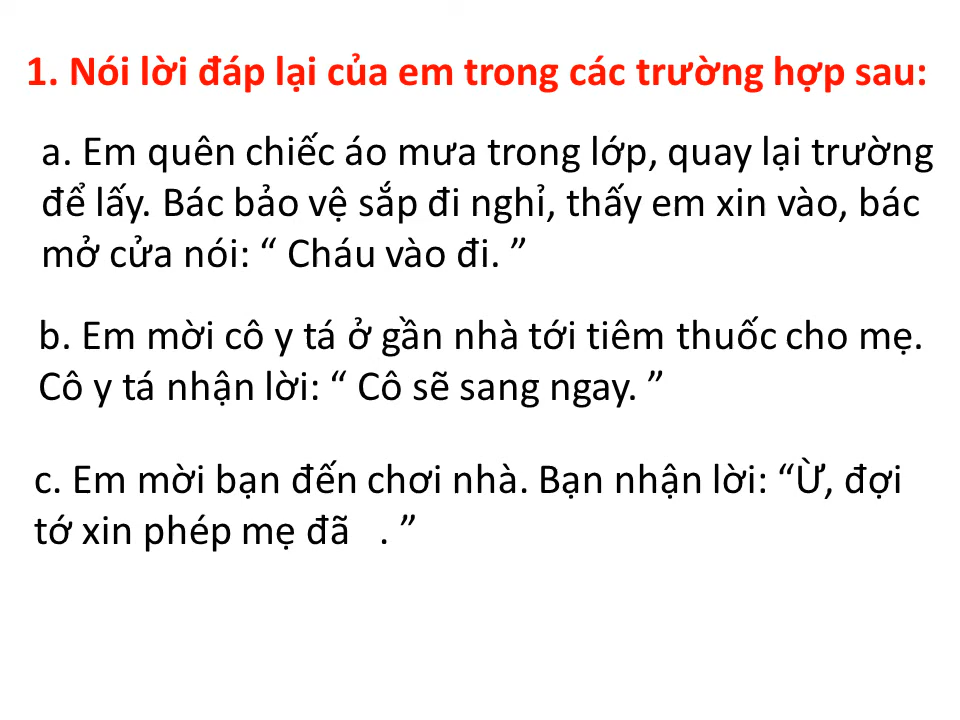 1. Nói lời đáp lại của em trong các trường hợp sau:
a. Em quên chiếc áo mưa trong lớp, quay lại trường
để lấy. Bác bảo vệ sắp đi nghỉ, thấy em xin vào, bác
mở cửa nói: “ Cháu vào đi. ”
b. Em mời cô y tá ở gần nhà tới tiêm thuốc cho mẹ.
Cô y tá nhận lời: “ Cô sẽ sang ngay. ”
c. Em mời bạn đến chơi nhà. Bạn nhận lời: “Ừ, đợi
tớ xin phép mẹ đã . ”